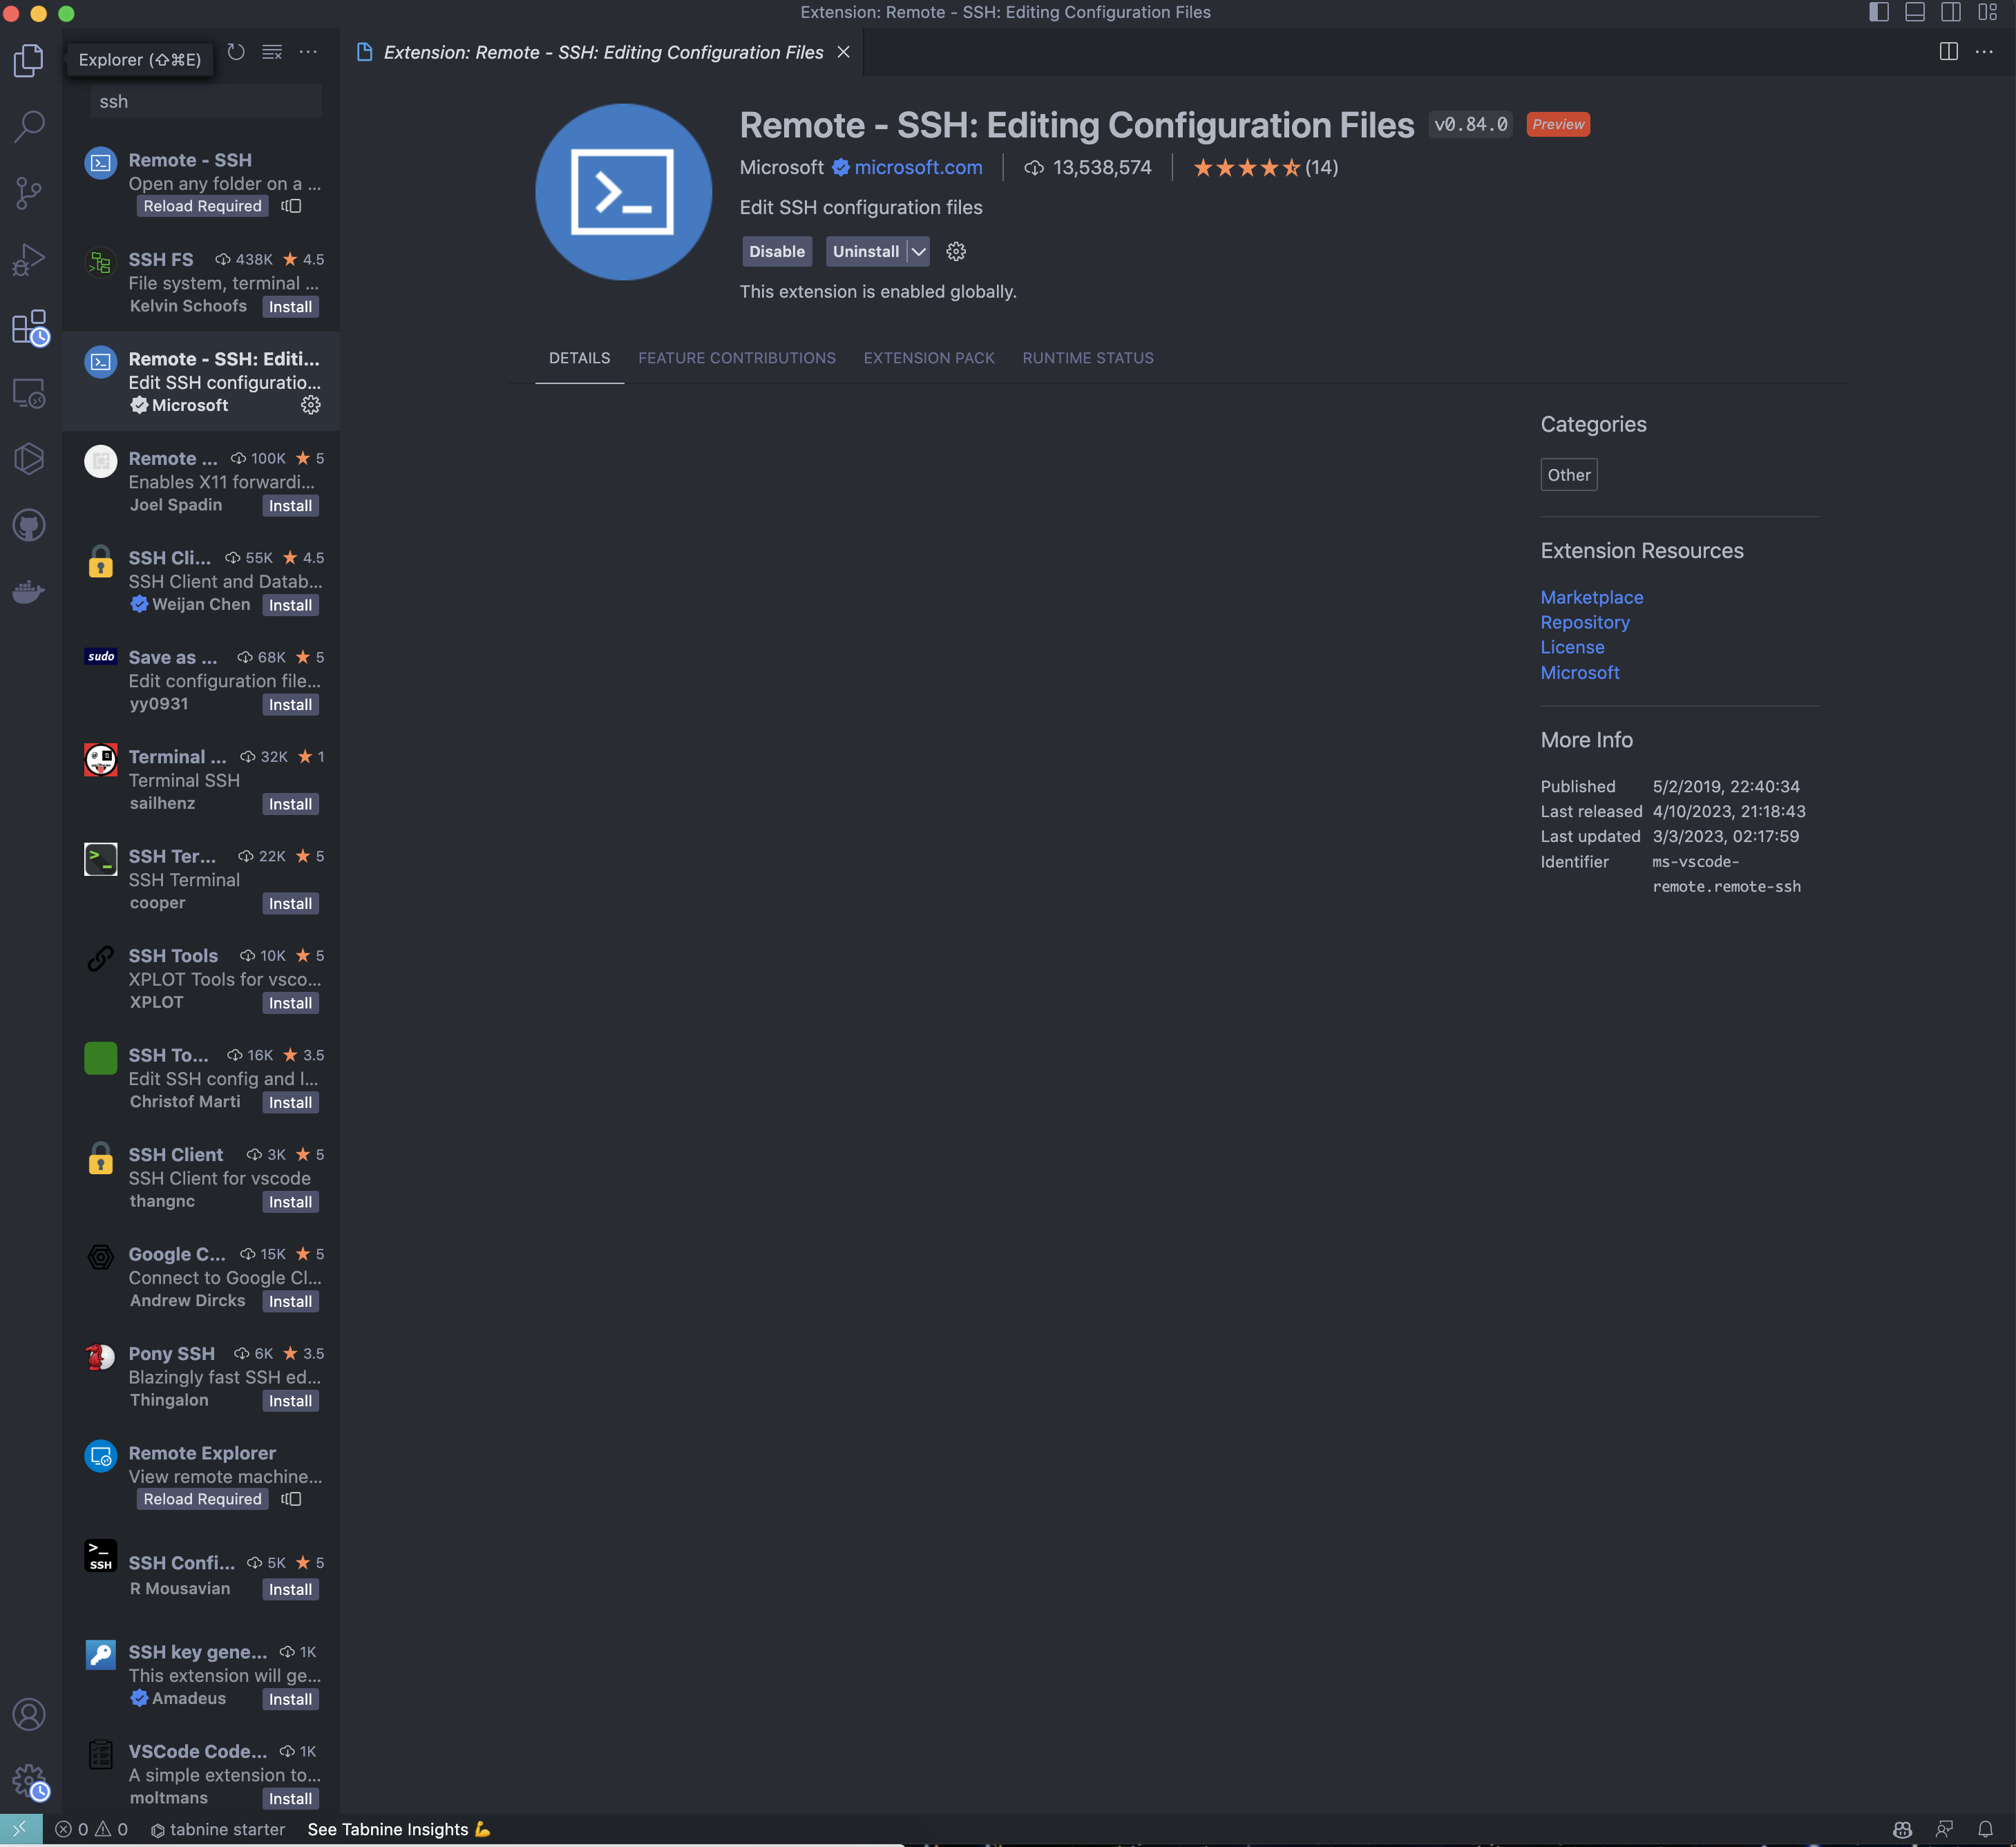 Extension: Remote - SSH: Editing Configuration Files
Explorer (⇧⌘E)
Extension: Remote - SSH: Editing Configuration Files
ssh
Remote - SSH
Open any folder on a ...
Reload Required
SSH FS 438K ★ 4.5
File system, terminal ...
Kelvin Schoofs Install
Remote - SSH: Editi...
Edit SSH configuratio...
Microsoft
Remote ... 100K ★ 5
Enables X11 forwardi...
Joel Spadin Install
SSH Cli... 55K ★ 4.5
SSH Client and Datab...
Weijan Chen Install
sudo
Save as ... 68K ★ 5
Edit configuration file...
yy0931 Install
Terminal ... 32K ★ 1
Terminal SSH
sailhenz Install
SSH Ter... 22K ★ 5
SSH Terminal
cooper Install
SSH Tools 10K ★ 5
XPLOT Tools for vsco...
XPLOT Install
SSH To... 16K ★ 3.5
Edit SSH config and l...
Christof Marti Install
SSH Client 3K ★ 5
SSH Client for vscode
thangnc Install
Google C... 15K ★ 5
Connect to Google Cl...
Andrew Dircks Install
Pony SSH 6K ★ 3.5
Blazingly fast SSH ed...
Thingalon Install
Remote Explorer
View remote machine...
Reload Required
>_
SSH
SSH Confi... 5K ★ 5
R Mousavian Install
SSH key gene... 1K
This extension will ge...
Amadeus Install
VSCode Code... 1K
A simple extension to...
moltmans Install
Remote - SSH: Editing Configuration Files v0.84.0 Preview
Microsoft microsoft.com 13,538,574 ★★★★★ (14)
Edit SSH configuration files
Disable Uninstall
This extension is enabled globally.
DETAILS FEATURE CONTRIBUTIONS EXTENSION PACK RUNTIME STATUS
Categories
Other
Extension Resources
Marketplace
Repository
License
Microsoft
More Info
Published 5/2/2019, 22:40:34
Last released 4/10/2023, 21:18:43
Last updated 3/3/2023, 02:17:59
Identifier ms-vscode-
remote.remote-ssh
0 0 tabnine starter See Tabnine Insights 💪